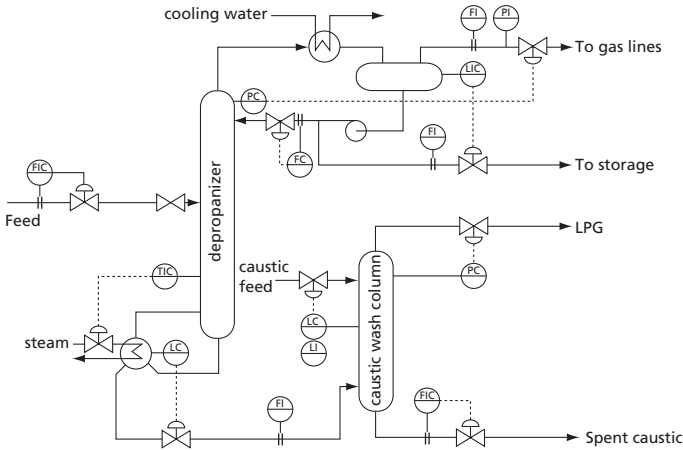 cooling water
FI
PI
To gas lines
LIC
PC
FI
FC
To storage
FIC
Feed
depropanizer
LPG
caustic
feed
TIC
PC
caustic wash column
LC
LI
steam
LC
FI
FIC
Spent caustic